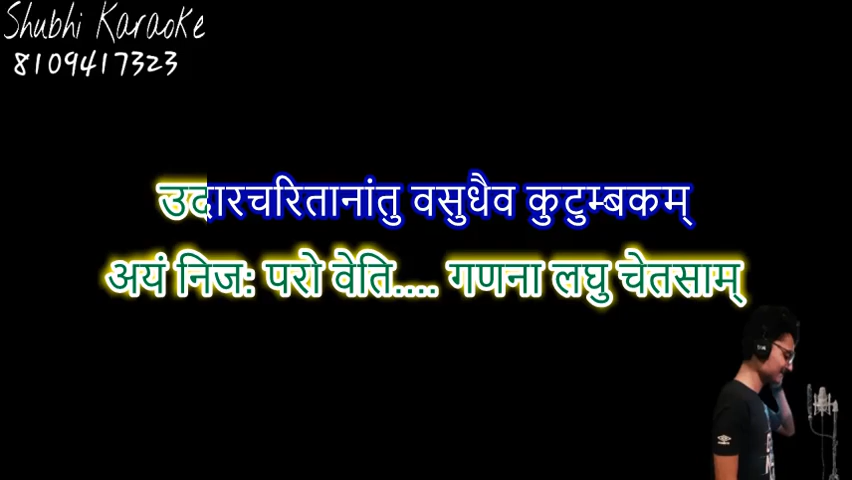 Shubhi Karaoke
8109417323
उदारचरितानांतु वसुधैव कुटुम्बकम्
अयं निज: परो वेति.... गणना लघु चेतसाम्